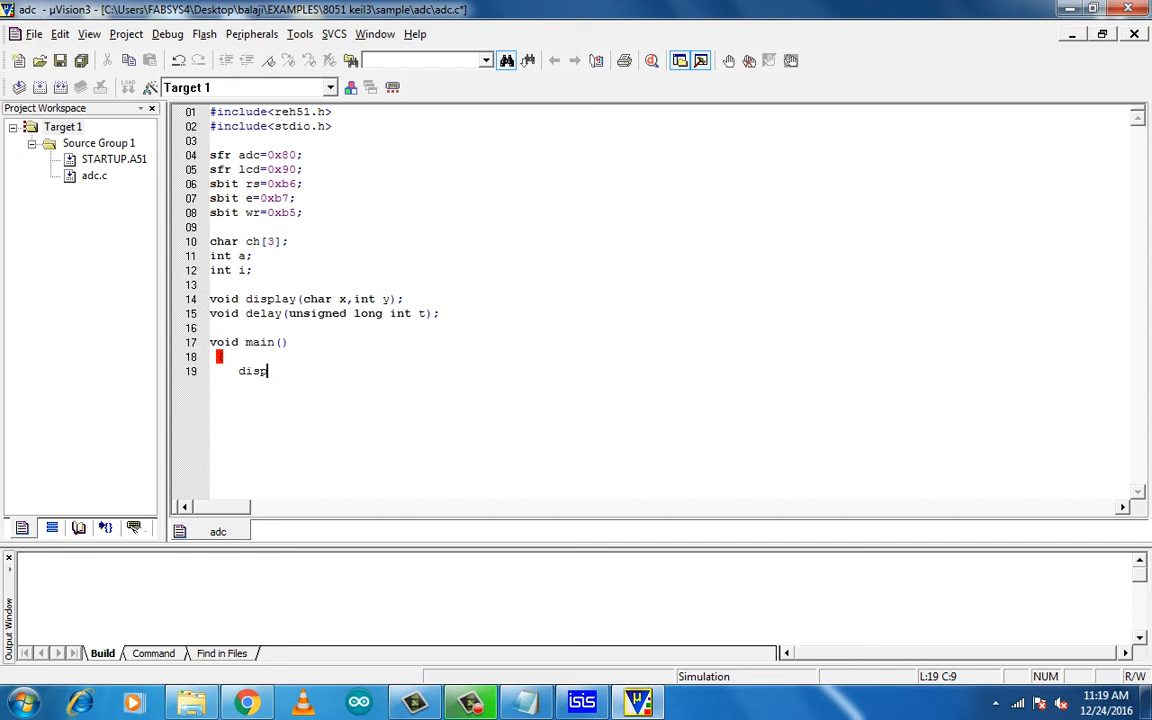 adc - µVision3 - [C:\Users\FABSYS4\Desktop\balaji\EXAMPLES\8051 keil3\sample\adc\adc.c*]
File Edit View Project Debug Flash Peripherals Tools SVCS Window Help
Target 1
Project Workspace
Target 1
Source Group 1
STARTUP.A51
adc.c
01 #include<reh51.h>
02 #include<stdio.h>
03
04 sfr adc=0x80;
05 sfr lcd=0x90;
06 sbit rs=0xb6;
07 sbit e=0xb7;
08 sbit wr=0xb5;
09
10 char ch[3];
11 int a;
12 int i;
13
14 void display(char x,int y);
15 void delay(unsigned long int t);
16
17 void main()
18 {
19 disp
adc
Output Window
Build Command Find in Files
Simulation L:19 C:9 NUM R/W
11:19 AM
12/24/2016